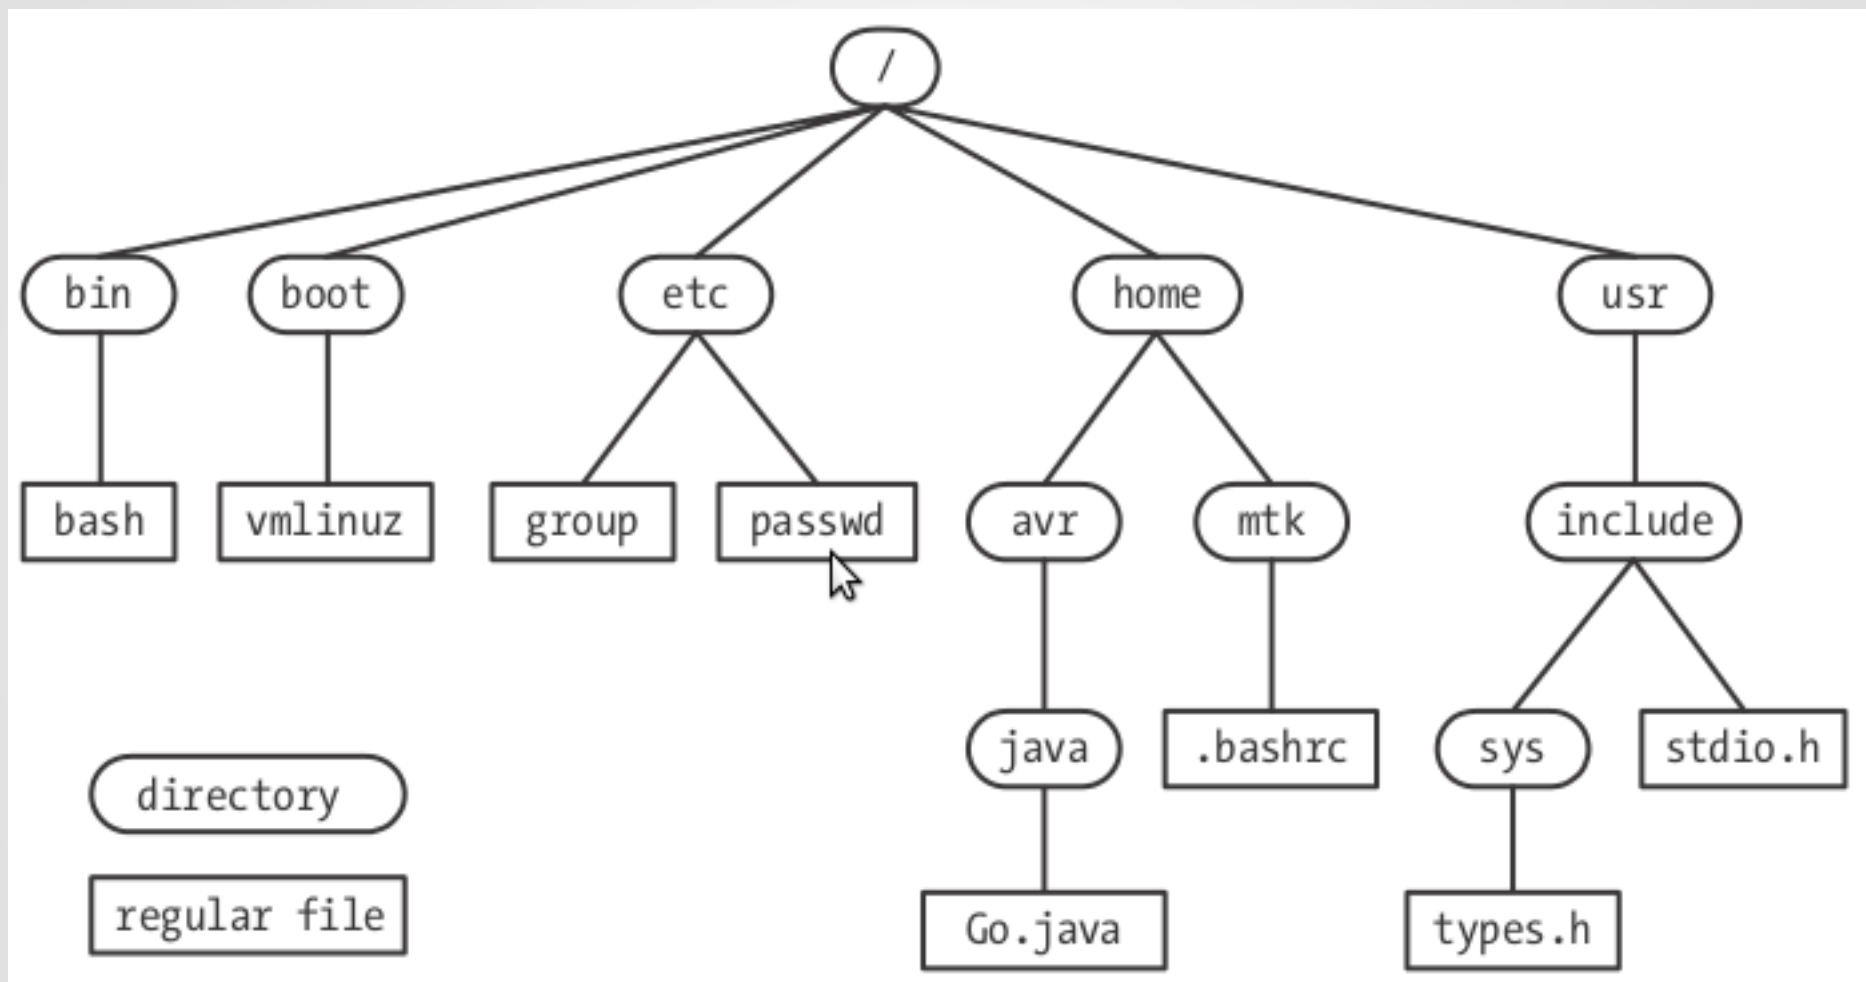 /
bin boot etc home usr
bash vmlinuz group passwd avr mtk include
java .bashrc sys stdio.h
directory
regular file
Go.java types.h